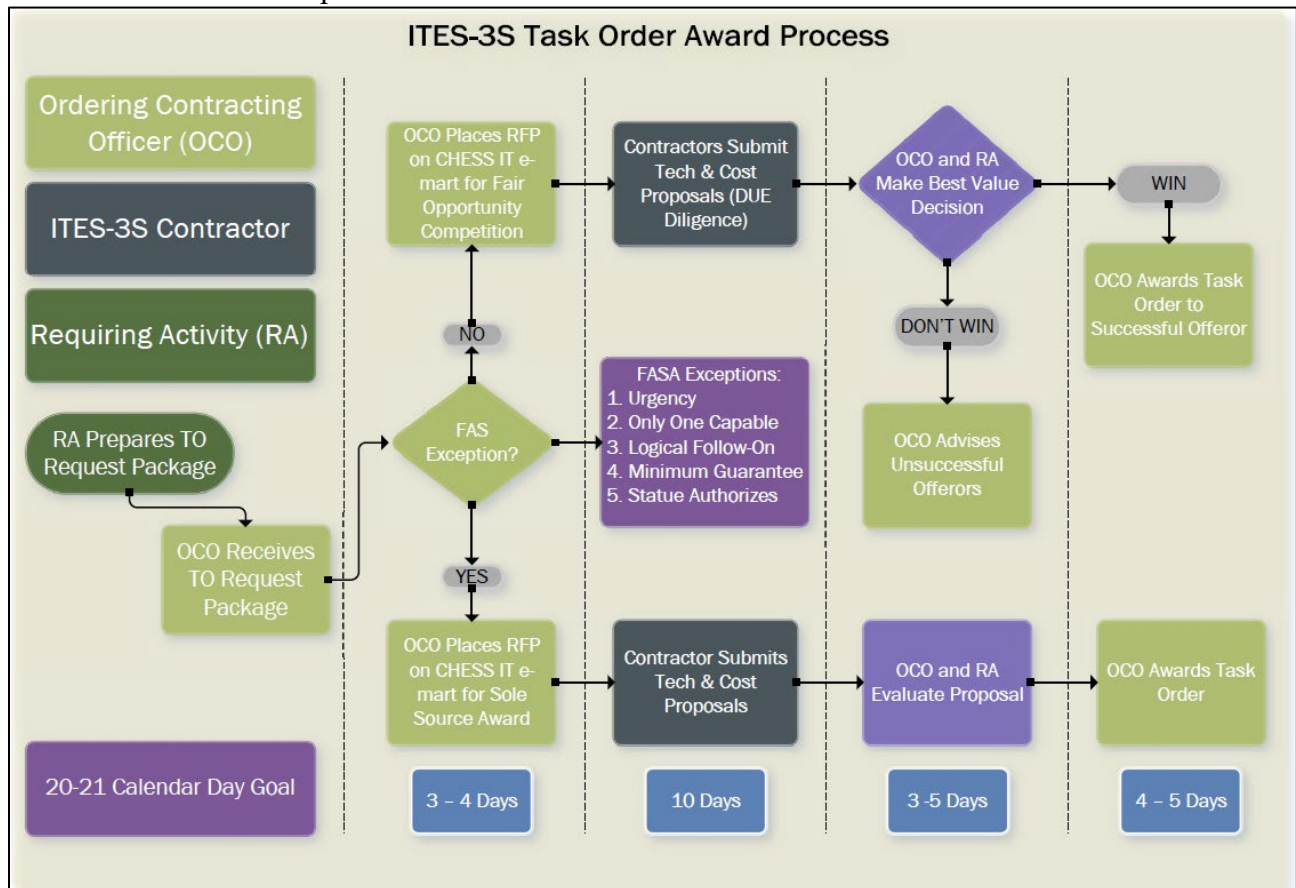 ITES-3S Task Order Award Process
Ordering Contracting
Officer (OCO)
ITES-3S Contractor
Requiring Activity (RA)
RA Prepares TO
Request Package
OCO Receives
TO Request
Package
20-21 Calendar Day Goal
OCO Places RFP
on CHESS IT e-
mart for Fair
Opportunity
Competition
NO
FAS
Exception?
YES
OCO Places RFP
on CHESS IT e-
mart for Sole
Source Award
3 – 4 Days
Contractors Submit
Tech & Cost
Proposals (DUE
Diligence)
FASA Exceptions:
1. Urgency
2. Only One Capable
3. Logical Follow-On
4. Minimum Guarantee
5. Statue Authorizes
Contractor Submits
Tech & Cost
Proposals
10 Days
OCO and RA
Make Best Value
Decision
DON'T WIN
OCO Advises
Unsuccessful
Offerors
OCO and RA
Evaluate Proposal
3 -5 Days
WIN
OCO Awards Task
Order to
Successful Offeror
OCO Awards Task
Order
4 – 5 Days